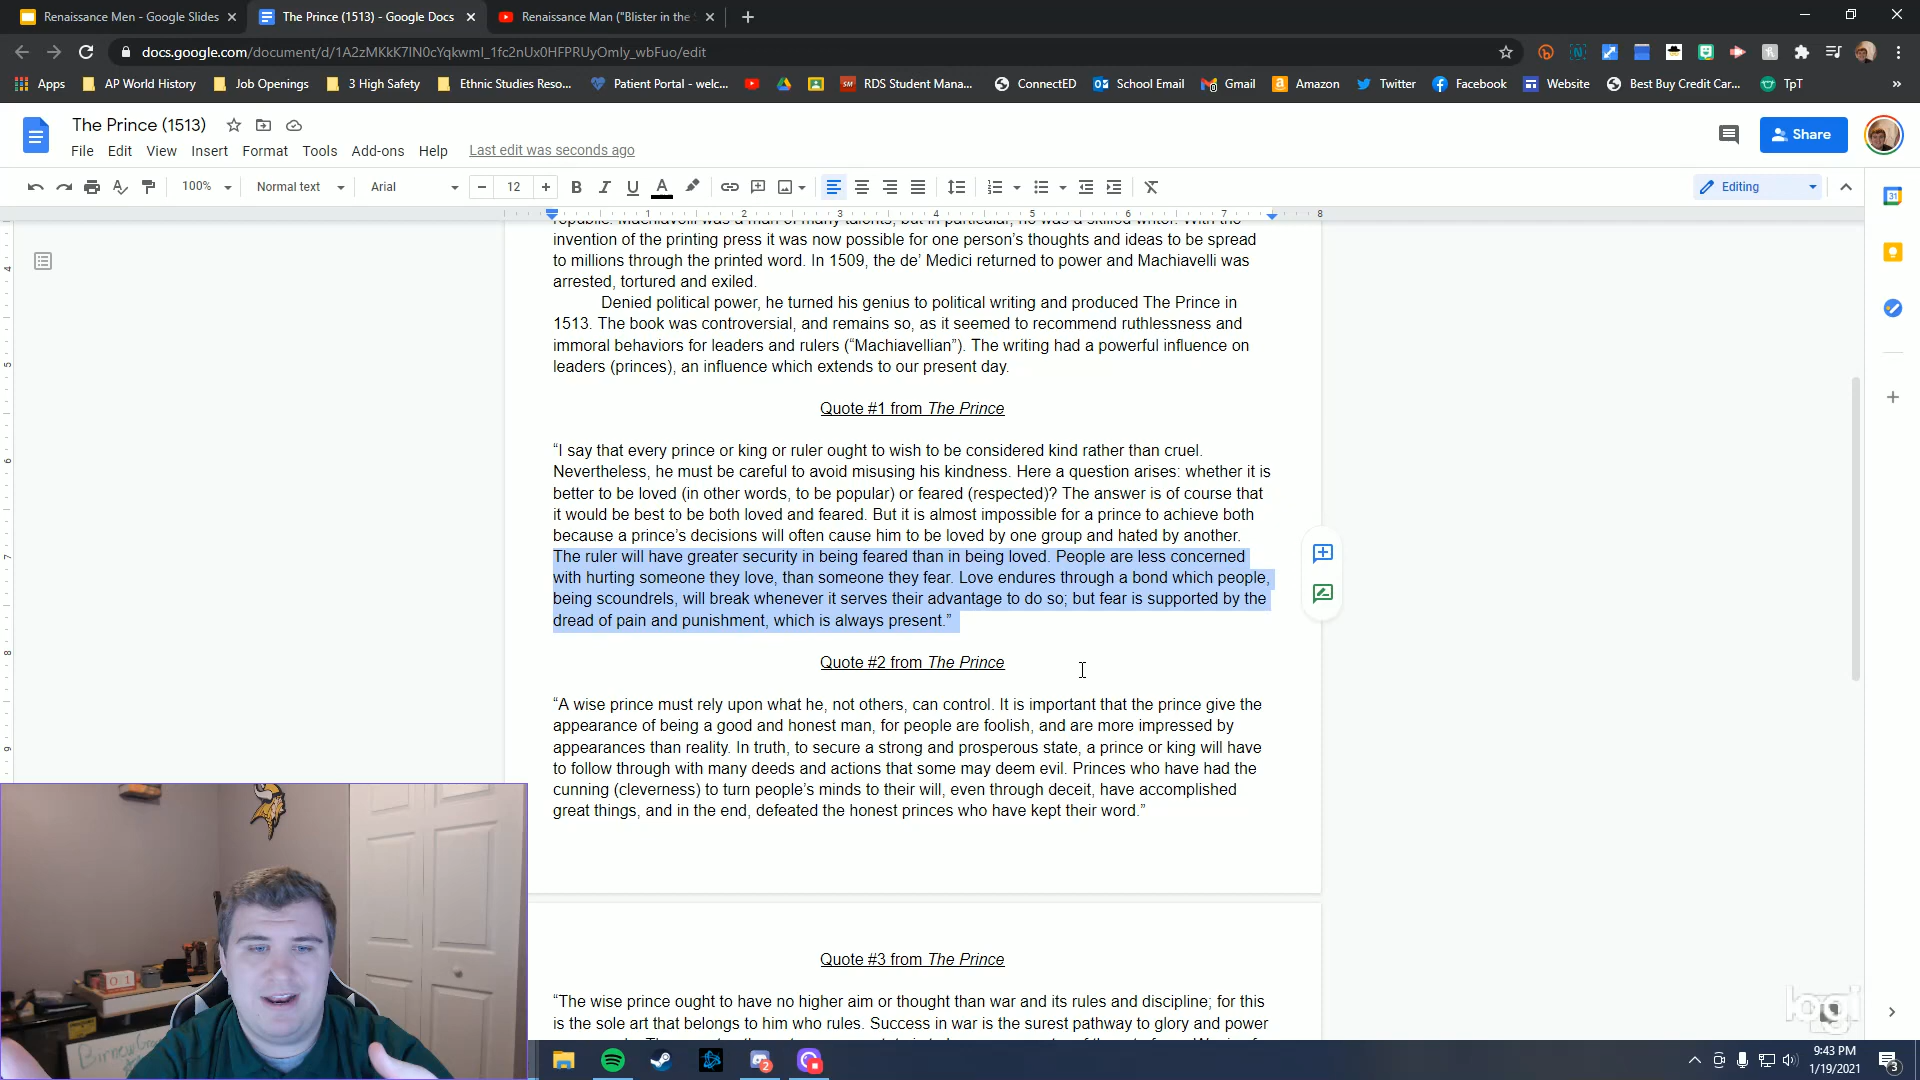 Renaissance Men - Google Slides
The Prince (1513) - Google Docs
Renaissance Man ("Blister in the
docs.google.com/document/d/1A2zMKkK7IN0cYqkwmI_1fc2nUx0HFPRUyOmIy_wbFuo/edit
Apps
AP World History
Job Openings
3 High Safety
Ethnic Studies Reso...
Patient Portal - welc...
RDS Student Mana...
ConnectED
School Email
Gmail
Amazon
Twitter
Facebook
Website
Best Buy Credit Car...
TpT
The Prince (1513)
File Edit View Insert Format Tools Add-ons Help Last edit was seconds ago
Share
100% Normal text Arial 12 Editing
1 2 3 4 5 6 7 8
invention of the printing press it was now possible for one person's thoughts and ideas to be spread
to millions through the printed word. In 1509, the de' Medici returned to power and Machiavelli was
arrested, tortured and exiled.
Denied political power, he turned his genius to political writing and produced The Prince in
1513. The book was controversial, and remains so, as it seemed to recommend ruthlessness and
immoral behaviors for leaders and rulers (“Machiavellian”). The writing had a powerful influence on
leaders (princes), an influence which extends to our present day.
Quote #1 from The Prince
“I say that every prince or king or ruler ought to wish to be considered kind rather than cruel.
Nevertheless, he must be careful to avoid misusing his kindness. Here a question arises: whether it is
better to be loved (in other words, to be popular) or feared (respected)? The answer is of course that
it would be best to be both loved and feared. But it is almost impossible for a prince to achieve both
because a prince's decisions will often cause him to be loved by one group and hated by another.
The ruler will have greater security in being feared than in being loved. People are less concerned
with hurting someone they love, than someone they fear. Love endures through a bond which people,
being scoundrels, will break whenever it serves their advantage to do so; but fear is supported by the
dread of pain and punishment, which is always present.”
Quote #2 from The Prince
“A wise prince must rely upon what he, not others, can control. It is important that the prince give the
appearance of being a good and honest man, for people are foolish, and are more impressed by
appearances than reality. In truth, to secure a strong and prosperous state, a prince or king will have
to follow through with many deeds and actions that some may deem evil. Princes who have had the
cunning (cleverness) to turn people's minds to their will, even through deceit, have accomplished
great things, and in the end, defeated the honest princes who have kept their word.”
Quote #3 from The Prince
“The wise prince ought to have no higher aim or thought than war and its rules and discipline; for this
is the sole art that belongs to him who rules. Success in war is the surest pathway to glory and power
logi
9:43 PM
1/19/2021